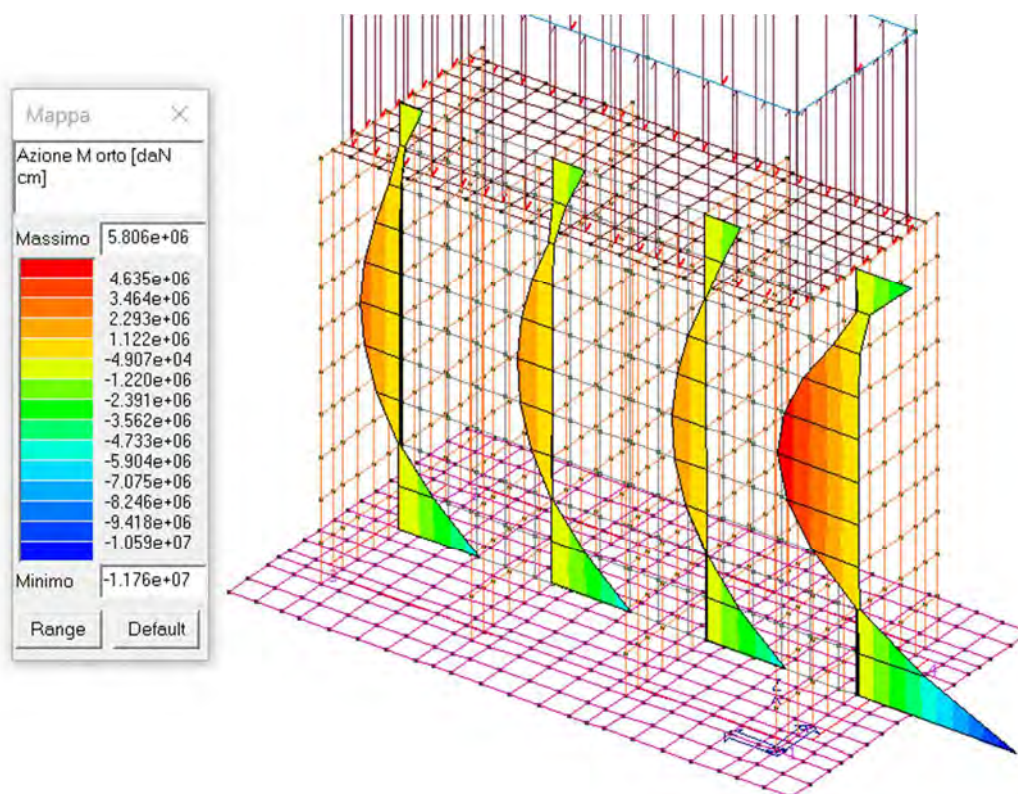 Mappa
Azione M orto [daN
cm]
Massimo 5.806e+06
4.635e+06
3.464e+06
2.293e+06
1.122e+06
-4.907e+04
-1.220e+06
-2.391e+06
-3.562e+06
-4.733e+06
-5.904e+06
-7.075e+06
-8.246e+06
-9.418e+06
-1.059e+07
Minimo -1.176e+07
Range Default